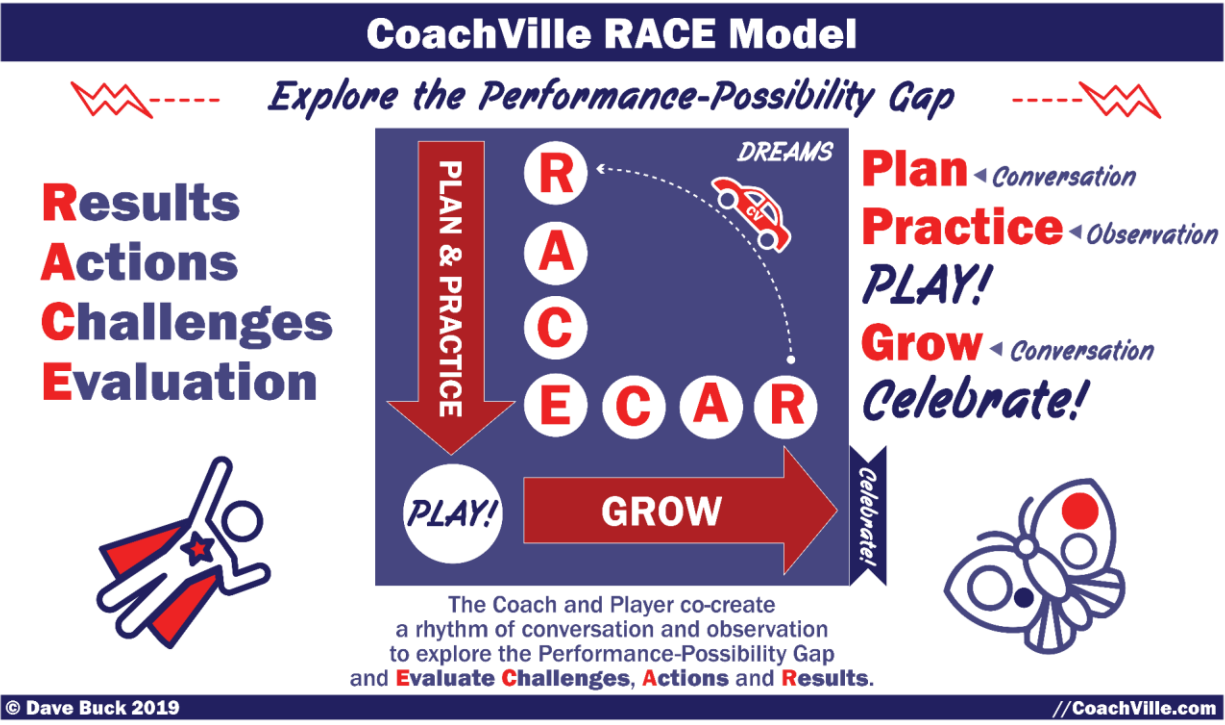 CoachVille RACE Model
Explore the Performance-Possibility Gap
Results
Actions
Challenges
Evaluation
PLAN & PRACTICE
R
A
C
E C A R
DREAMS
CV
PLAY!
GROW
Celebrate!
Plan Conversation
Practice Observation
PLAY!
Grow Conversation
Celebrate!
The Coach and Player co-create
a rhythm of conversation and observation
to explore the Performance-Possibility Gap
and Evaluate Challenges, Actions and Results.
© Dave Buck 2019
//CoachVille.com